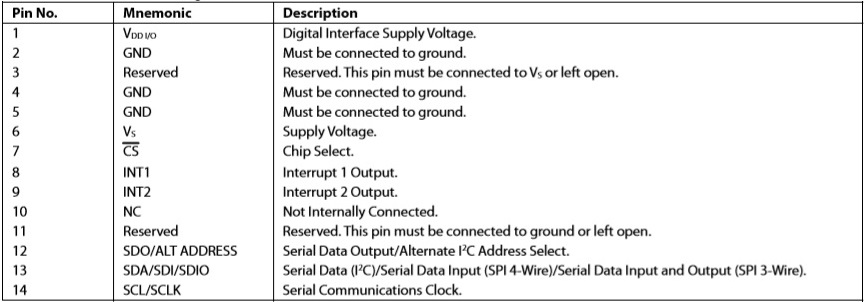 Pin No. Mnemonic Description
1 VDD I/O Digital Interface Supply Voltage.
2 GND Must be connected to ground.
3 Reserved Reserved. This pin must be connected to VS or left open.
4 GND Must be connected to ground.
5 GND Must be connected to ground.
6 VS Supply Voltage.
7 C̅S̅ Chip Select.
8 INT1 Interrupt 1 Output.
9 INT2 Interrupt 2 Output.
10 NC Not Internally Connected.
11 Reserved Reserved. This pin must be connected to ground or left open.
12 SDO/ALT ADDRESS Serial Data Output/Alternate I²C Address Select.
13 SDA/SDI/SDIO Serial Data (I²C)/Serial Data Input (SPI 4-Wire)/Serial Data Input and Output (SPI 3-Wire).
14 SCL/SCLK Serial Communications Clock.